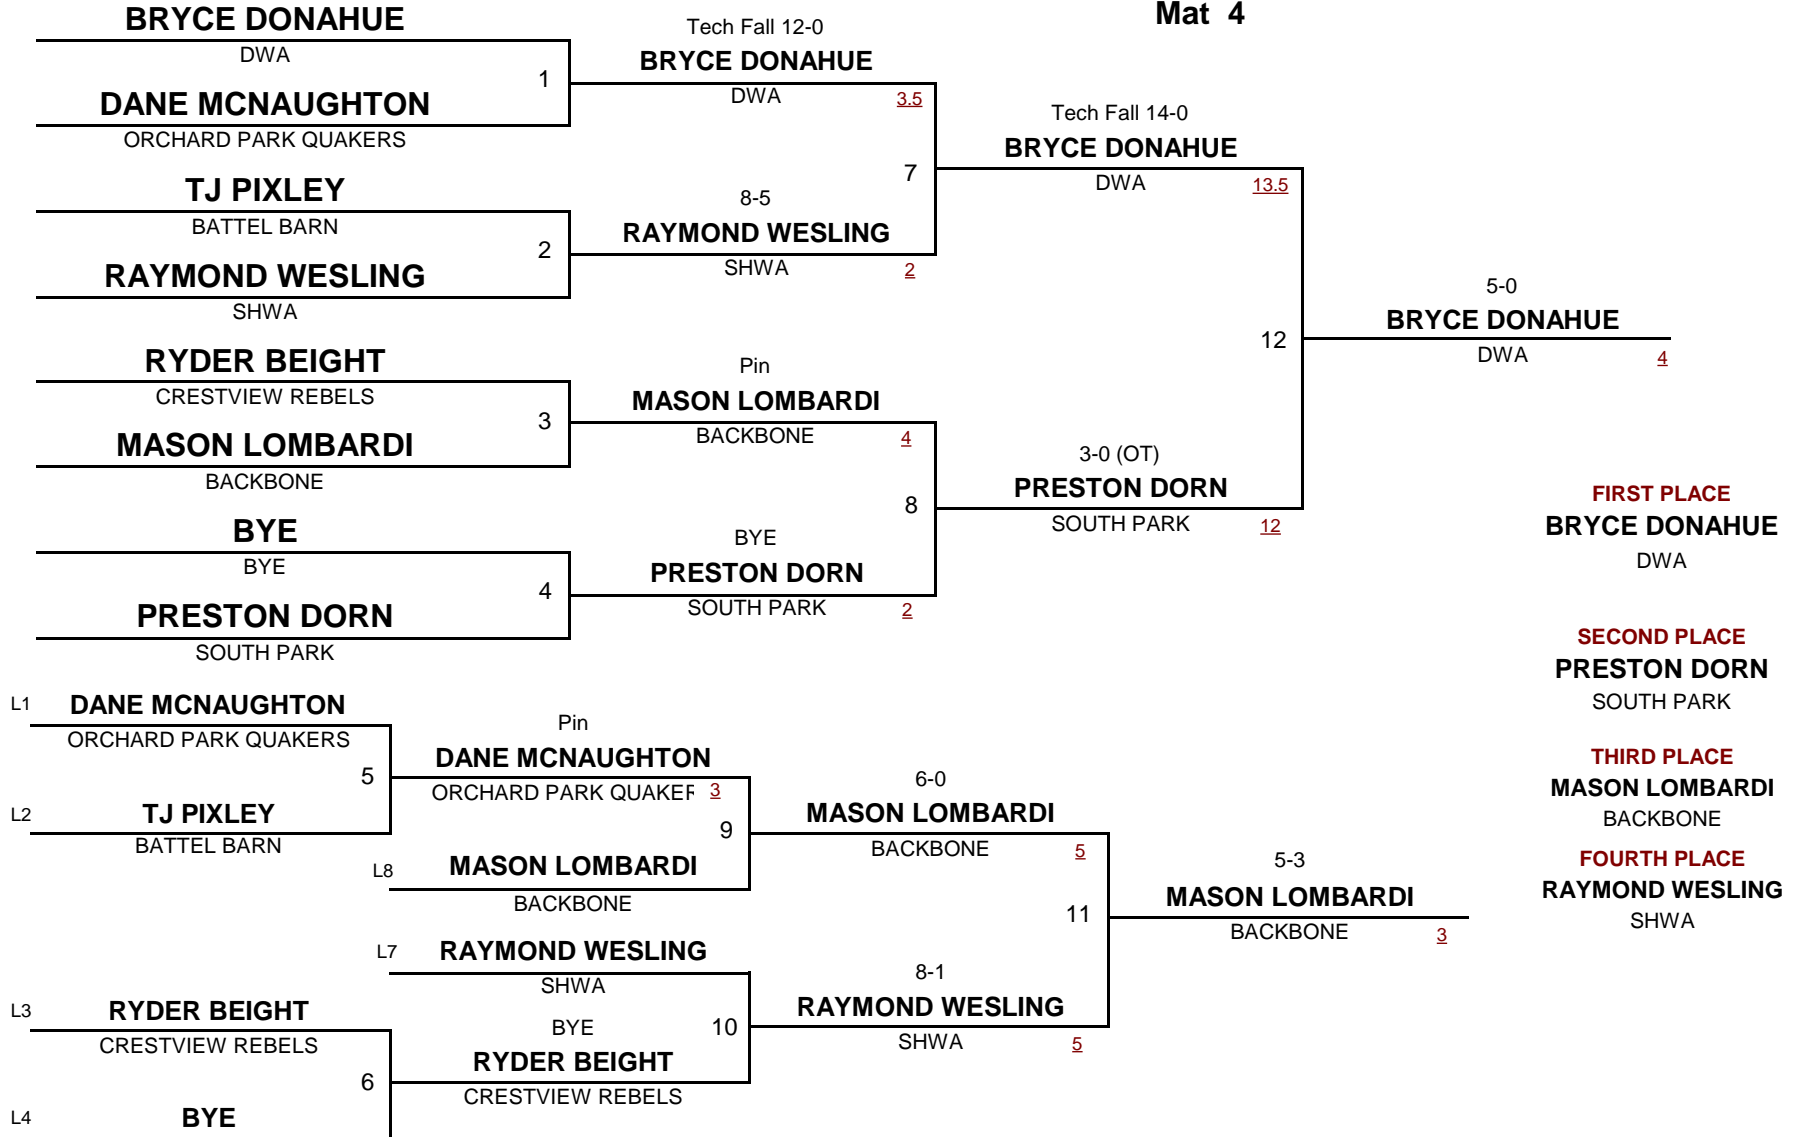 Mat 4
BRYCE DONAHUE
DWA
1
DANE MCNAUGHTON
ORCHARD PARK QUAKERS
TJ PIXLEY
BATTEL BARN
2
RAYMOND WESLING
SHWA
RYDER BEIGHT
CRESTVIEW REBELS
3
MASON LOMBARDI
BACKBONE
BYE
BYE
4
PRESTON DORN
SOUTH PARK
Tech Fall 12-0
BRYCE DONAHUE
DWA 3.5
7
8-5
RAYMOND WESLING
SHWA 2
Pin
MASON LOMBARDI
BACKBONE 4
8
BYE
PRESTON DORN
SOUTH PARK 2
Tech Fall 14-0
BRYCE DONAHUE
DWA 13.5
12
3-0 (OT)
PRESTON DORN
SOUTH PARK 12
5-0
BRYCE DONAHUE
DWA 4
FIRST PLACE
BRYCE DONAHUE
DWA
SECOND PLACE
PRESTON DORN
SOUTH PARK
THIRD PLACE
MASON LOMBARDI
BACKBONE
FOURTH PLACE
RAYMOND WESLING
SHWA
L1 DANE MCNAUGHTON
ORCHARD PARK QUAKERS
5
L2 TJ PIXLEY
BATTEL BARN
L3 RYDER BEIGHT
CRESTVIEW REBELS
6
L4 BYE
Pin
DANE MCNAUGHTON
ORCHARD PARK QUAKER 3
9
L8 MASON LOMBARDI
BACKBONE
L7 RAYMOND WESLING
SHWA
10
BYE
RYDER BEIGHT
CRESTVIEW REBELS
6-0
MASON LOMBARDI
BACKBONE 5
11
8-1
RAYMOND WESLING
SHWA 5
5-3
MASON LOMBARDI
BACKBONE 3